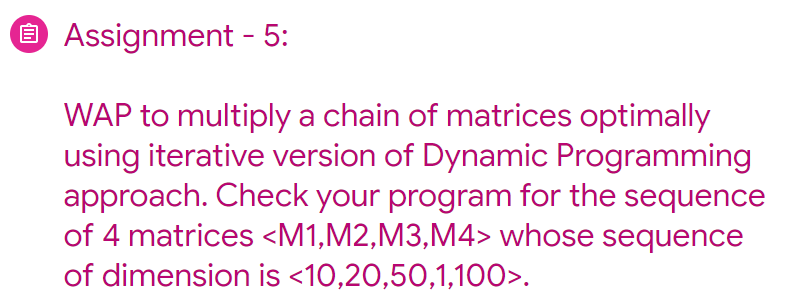 Assignment - 5:
WAP to multiply a chain of matrices optimally
using iterative version of Dynamic Programming
approach. Check your program for the sequence
of 4 matrices <M1,M2,M3,M4> whose sequence
of dimension is <10,20,50,1,100>.